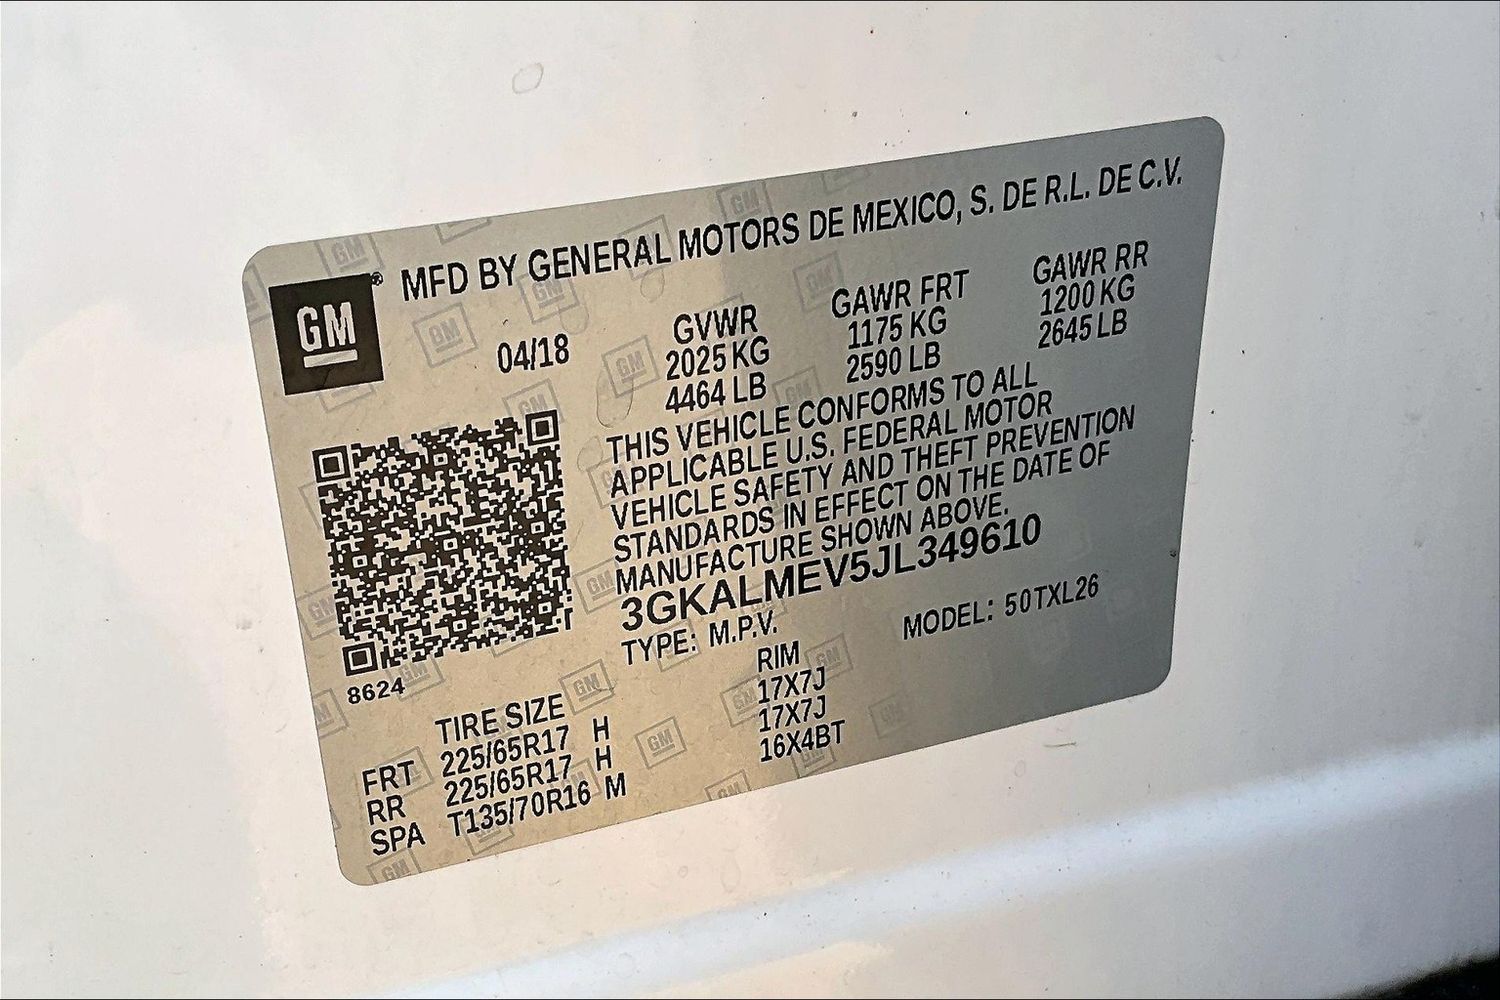 GM
® MFD BY GENERAL MOTORS DE MEXICO, S. DE R.L. DE C.V.
04/18
GVWR
2025 KG
4464 LB
GAWR FRT
1175 KG
2590 LB
GAWR RR
1200 KG
2645 LB
THIS VEHICLE CONFORMS TO ALL
APPLICABLE U.S. FEDERAL MOTOR
VEHICLE SAFETY AND THEFT PREVENTION
STANDARDS IN EFFECT ON THE DATE OF
MANUFACTURE SHOWN ABOVE.
3GKALMEV5JL349610
TYPE: M.P.V. MODEL: 50TXL26
8624
TIRE SIZE RIM
FRT 225/65R17 H 17X7J
RR 225/65R17 H 17X7J
SPA T135/70R16 M 16X4BT